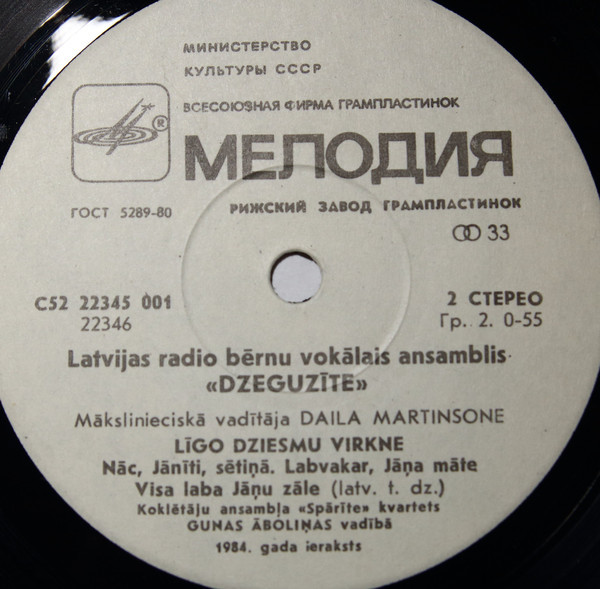 МИНИСТЕРСТВО
КУЛЬТУРЫ СССР
ВСЕСОЮЗНАЯ ФИРМА ГРАМПЛАСТИНОК
®
МЕЛОДИЯ
ГОСТ 5289-80
РИЖСКИЙ ЗАВОД ГРАМПЛАСТИНОК
33
С52 22345 001
2 СТЕРЕО
22346
Гр. 2. 0-55
Latvijas radio bērnu vokālais ansamblis
«DZEGUZĪTE»
Mākslinieciskā vadītāja DAILA MARTINSONE
LĪGO DZIESMU VIRKNE
Nāc, Jānīti, sētiņā. Labvakar, Jāņa māte
Visa laba Jāņu zāle (latv. t. dz.)
Koklētāju ansambļa «Spārīte» kvartets
GUNAS ĀBOLIŅAS vadībā
1984. gada ieraksts